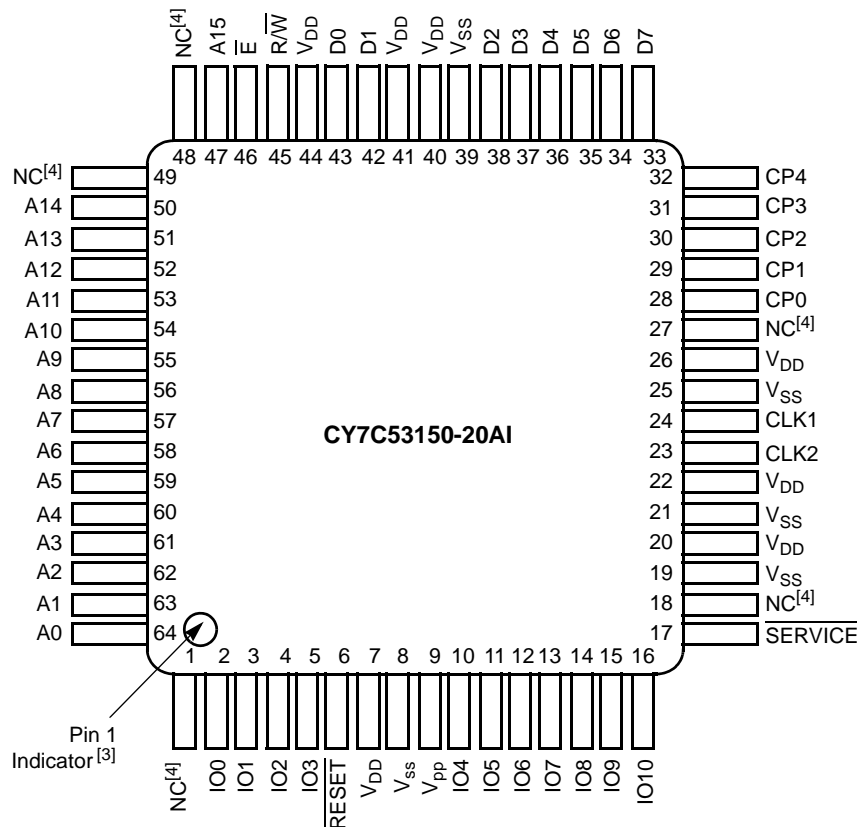 NC[4] A15 E R/W VDD D0 D1 VDD VDD VSS D2 D3 D4 D5 D6 D7
48 47 46 45 44 43 42 41 40 39 38 37 36 35 34 33
NC[4] 49 32 CP4
A14 50 31 CP3
A13 51 30 CP2
A12 52 29 CP1
A11 53 28 CP0
A10 54 27 NC[4]
A9 55 26 VDD
A8 56 25 VSS
A7 57 24 CLK1
CY7C53150-20AI
A6 58 23 CLK2
A5 59 22 VDD
A4 60 21 VSS
A3 61 20 VDD
A2 62 19 VSS
A1 63 18 NC[4]
A0 64 17 SERVICE
1 2 3 4 5 6 7 8 9 10 11 12 13 14 15 16
Pin 1
Indicator [3]
NC[4] IO0 IO1 IO2 IO3 RESET VDD Vss Vpp IO4 IO5 IO6 IO7 IO8 IO9 IO10